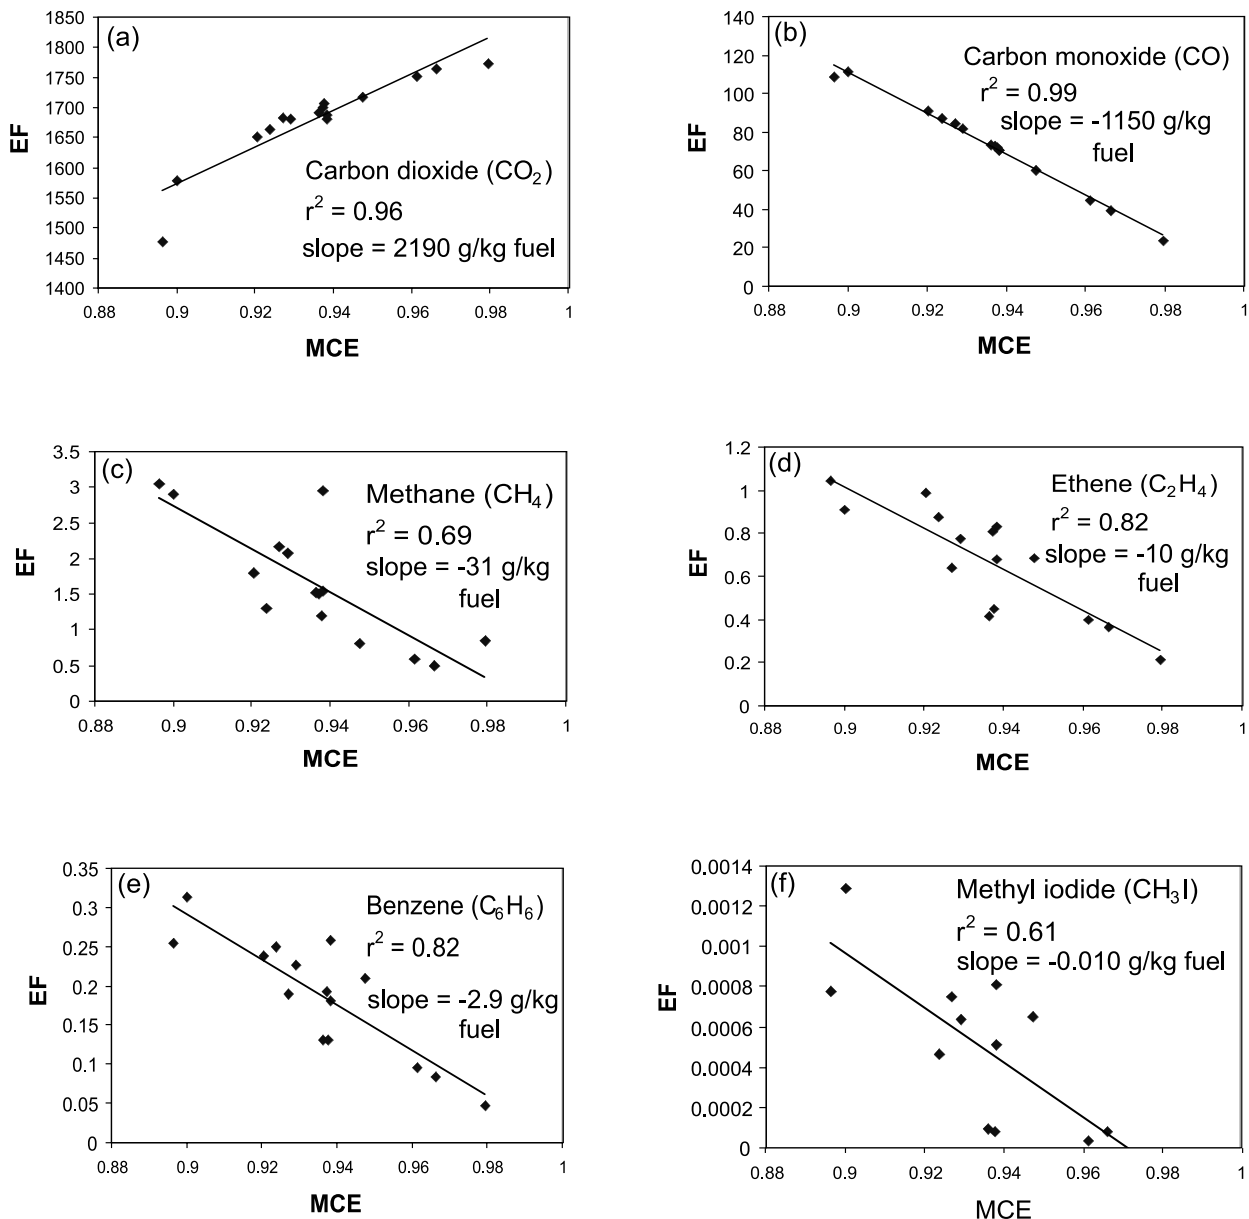 (a)
1850
1800
1750
1700
1650
1600
1550
1500
1450
1400
EF
Carbon dioxide (CO2)
r2 = 0.96
slope = 2190 g/kg fuel
0.88 0.9 0.92 0.94 0.96 0.98 1
MCE
(b)
140
120
100
80
60
40
20
0
EF
Carbon monoxide (CO)
r2 = 0.99
slope = -1150 g/kg
fuel
0.88 0.9 0.92 0.94 0.96 0.98 1
MCE
(c)
3.5
3
2.5
2
1.5
1
0.5
0
EF
Methane (CH4)
r2 = 0.69
slope = -31 g/kg
fuel
0.88 0.9 0.92 0.94 0.96 0.98 1
MCE
(d)
1.2
1
0.8
0.6
0.4
0.2
0
EF
Ethene (C2H4)
r2 = 0.82
slope = -10 g/kg
fuel
0.88 0.9 0.92 0.94 0.96 0.98 1
MCE
(e)
0.35
0.3
0.25
0.2
0.15
0.1
0.05
0
EF
Benzene (C6H6)
r2 = 0.82
slope = -2.9 g/kg
fuel
0.88 0.9 0.92 0.94 0.96 0.98 1
MCE
(f)
0.0014
0.0012
0.001
0.0008
0.0006
0.0004
0.0002
0
EF
Methyl iodide (CH3I)
r2 = 0.61
slope = -0.010 g/kg fuel
0.88 0.9 0.92 0.94 0.96 0.98 1
MCE